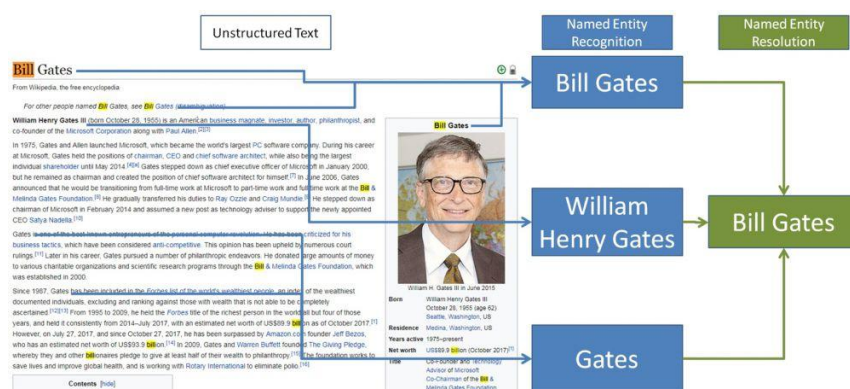 Unstructured Text
Named Entity
Recognition
Named Entity
Resolution
Bill Gates
From Wikipedia, the free encyclopedia
For other people named Bill Gates, see Bill Gates (disambiguation).
William Henry Gates III (born October 28, 1955) is an American business magnate, investor, author, philanthropist, and
co-founder of the Microsoft Corporation along with Paul Allen.[2][3]
In 1975, Gates and Allen launched Microsoft, which became the world's largest PC software company. During his career
at Microsoft, Gates held the positions of chairman, CEO and chief software architect, while also being the largest
individual shareholder until May 2014.[4][a] Gates stepped down as chief executive officer of Microsoft in January 2000,
but he remained as chairman and created the position of chief software architect for himself.[7] In June 2006, Gates
announced that he would be transitioning from full-time work at Microsoft to part-time work and full-time work at the Bill &
Melinda Gates Foundation.[8] He gradually transferred his duties to Ray Ozzie and Craig Mundie.[9] He stepped down as
chairman of Microsoft in February 2014 and assumed a new post as technology adviser to support the newly appointed
CEO Satya Nadella.[10]
Gates is one of the best-known entrepreneurs of the personal computer revolution. He has been criticized for his
business tactics, which have been considered anti-competitive. This opinion has been upheld by numerous court
rulings.[11] Later in his career, Gates pursued a number of philanthropic endeavors. He donated large amounts of money
to various charitable organizations and scientific research programs through the Bill & Melinda Gates Foundation, which
was established in 2000.
Since 1987, Gates has been included in the Forbes list of the world's wealthiest people, an index of the wealthiest
documented individuals, excluding and ranking against those with wealth that is not able to be completely
ascertained.[12][13] From 1995 to 2009, he held the Forbes title of the richest person in the world all but four of those
years, and held it consistently from 2014–July 2017, with an estimated net worth of US$89.9 billion as of October 2017.[1]
However, on July 27, 2017, and since October 27, 2017, he has been surpassed by Amazon.com founder Jeff Bezos,
who has an estimated net worth of US$93.9 billion.[14] In 2009, Gates and Warren Buffett founded The Giving Pledge,
whereby they and other billionaires pledge to give at least half of their wealth to philanthropy.[15] The foundation works to
save lives and improve global health, and is working with Rotary International to eliminate polio.[16]
Contents [hide]
Bill Gates
William H. Gates III in June 2015
Born William Henry Gates III
October 28, 1955 (age 62)
Seattle, Washington, US
Residence Medina, Washington, US
Years active 1975–present
Net worth US$89.9 billion (October 2017)[1]
Title Co-Founder and Technology
Advisor of Microsoft
Co-Chairman of the Bill &
Melinda Gates Foundation
Bill Gates
William
Henry Gates
Gates
Bill Gates